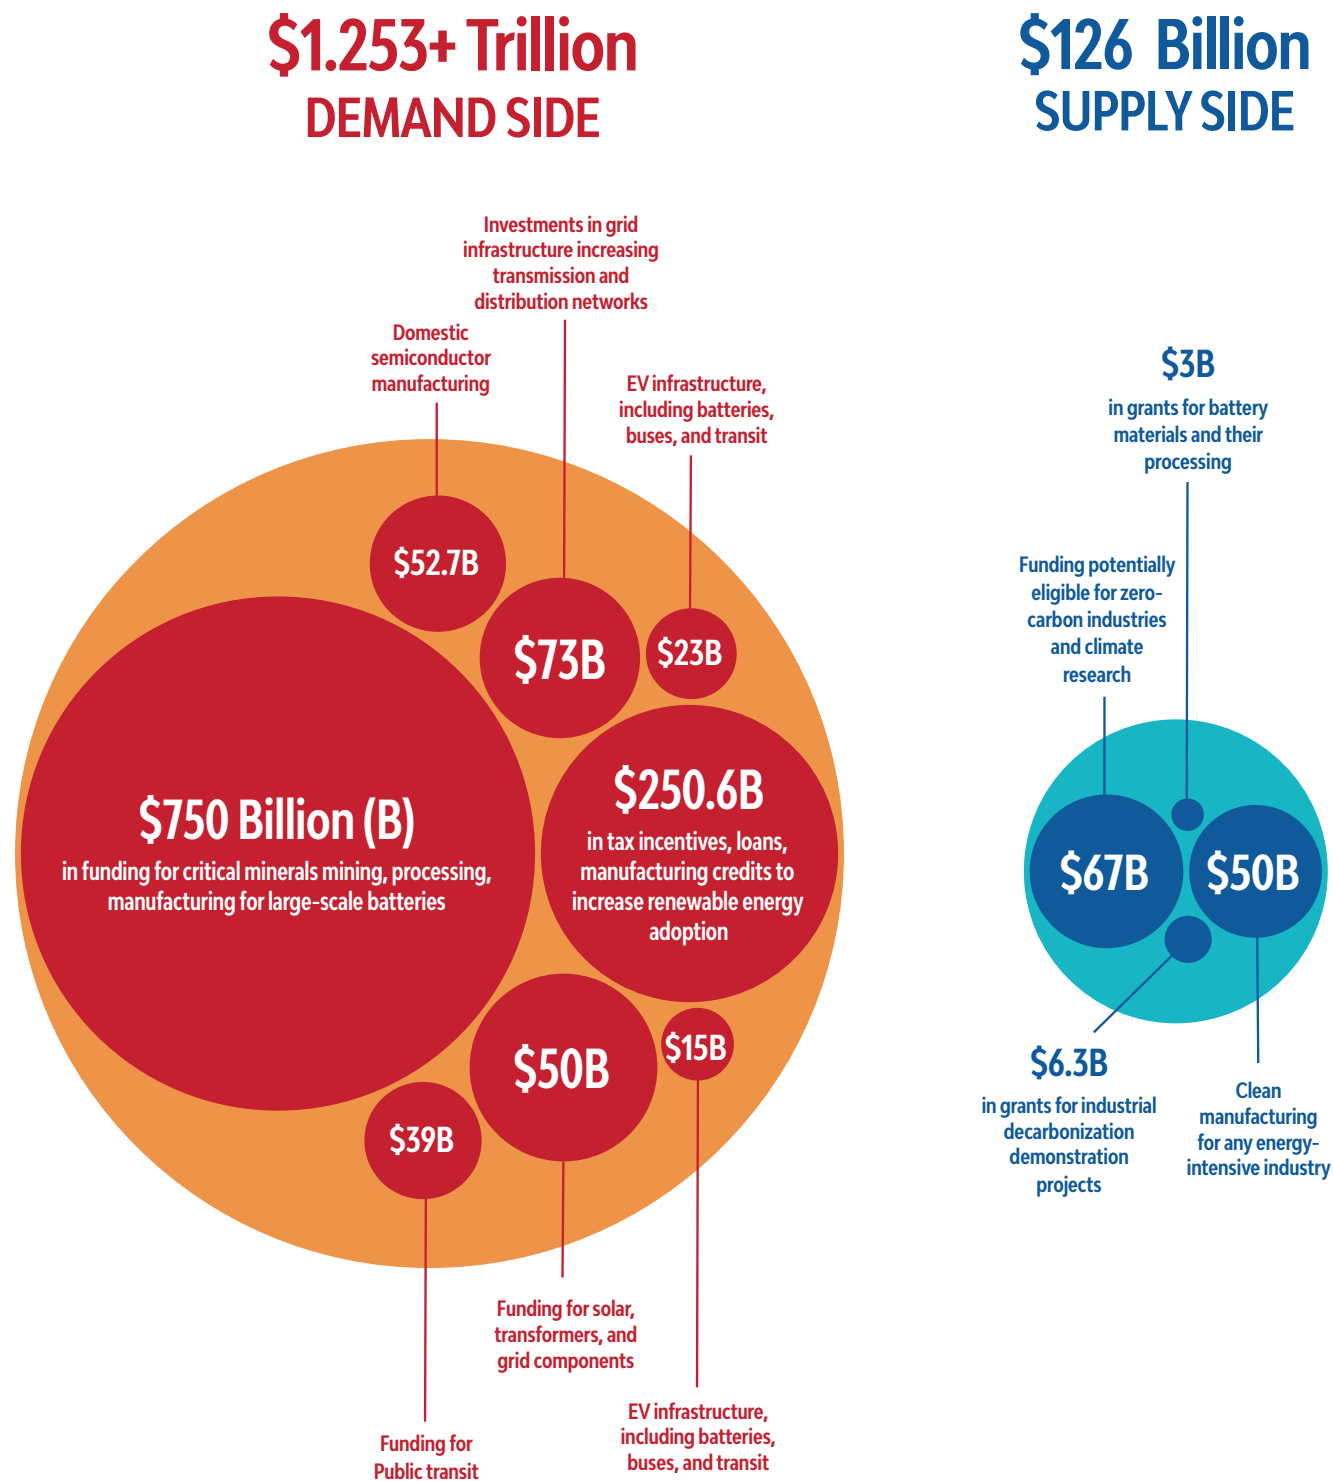 $1.253+ Trillion
DEMAND SIDE
$126 Billion
SUPPLY SIDE
Investments in grid
infrastructure increasing
transmission and
distribution networks
Domestic
semiconductor
manufacturing
EV infrastructure,
including batteries,
buses, and transit
$52.7B
$73B
$23B
$750 Billion (B)
in funding for critical minerals mining, processing,
manufacturing for large-scale batteries
$250.6B
in tax incentives, loans,
manufacturing credits to
increase renewable energy
adoption
$50B
$15B
$39B
Funding for solar,
transformers, and
grid components
EV infrastructure,
including batteries,
buses, and transit
Funding for
Public transit
$3B
in grants for battery
materials and their
processing
Funding potentially
eligible for zero-
carbon industries
and climate
research
$67B
$50B
$6.3B
in grants for industrial
decarbonization
demonstration
projects
Clean
manufacturing
for any energy-
intensive industry